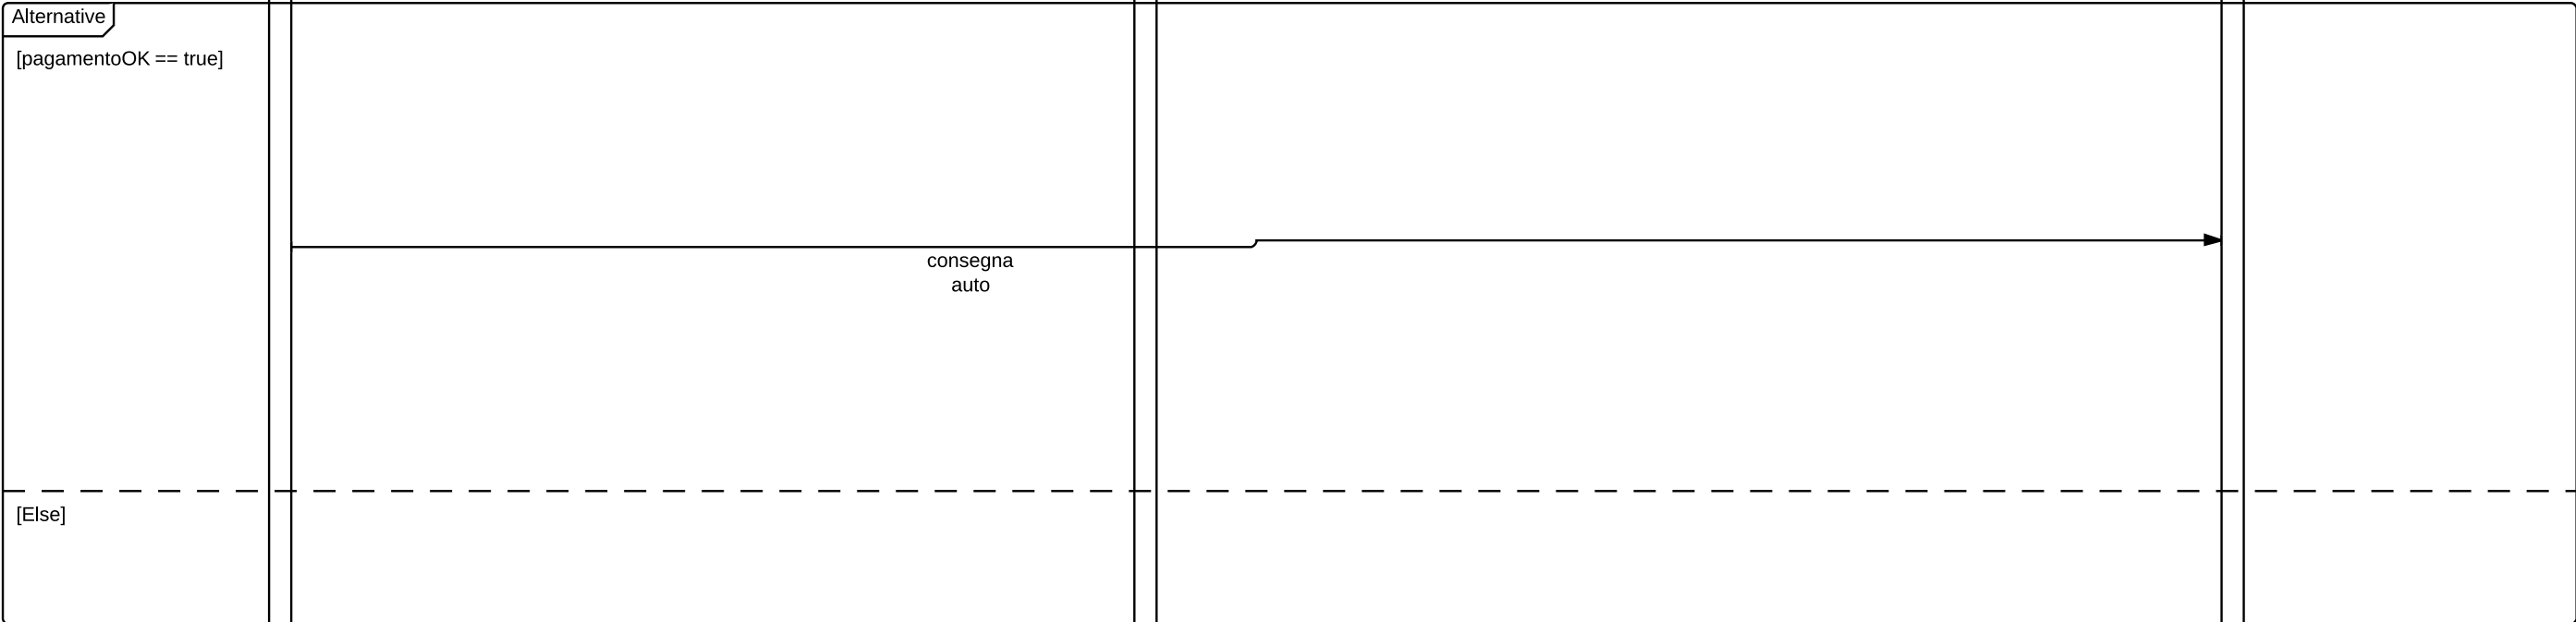 Alternative
[pagamentoOK == true]
consegna
auto
[Else]